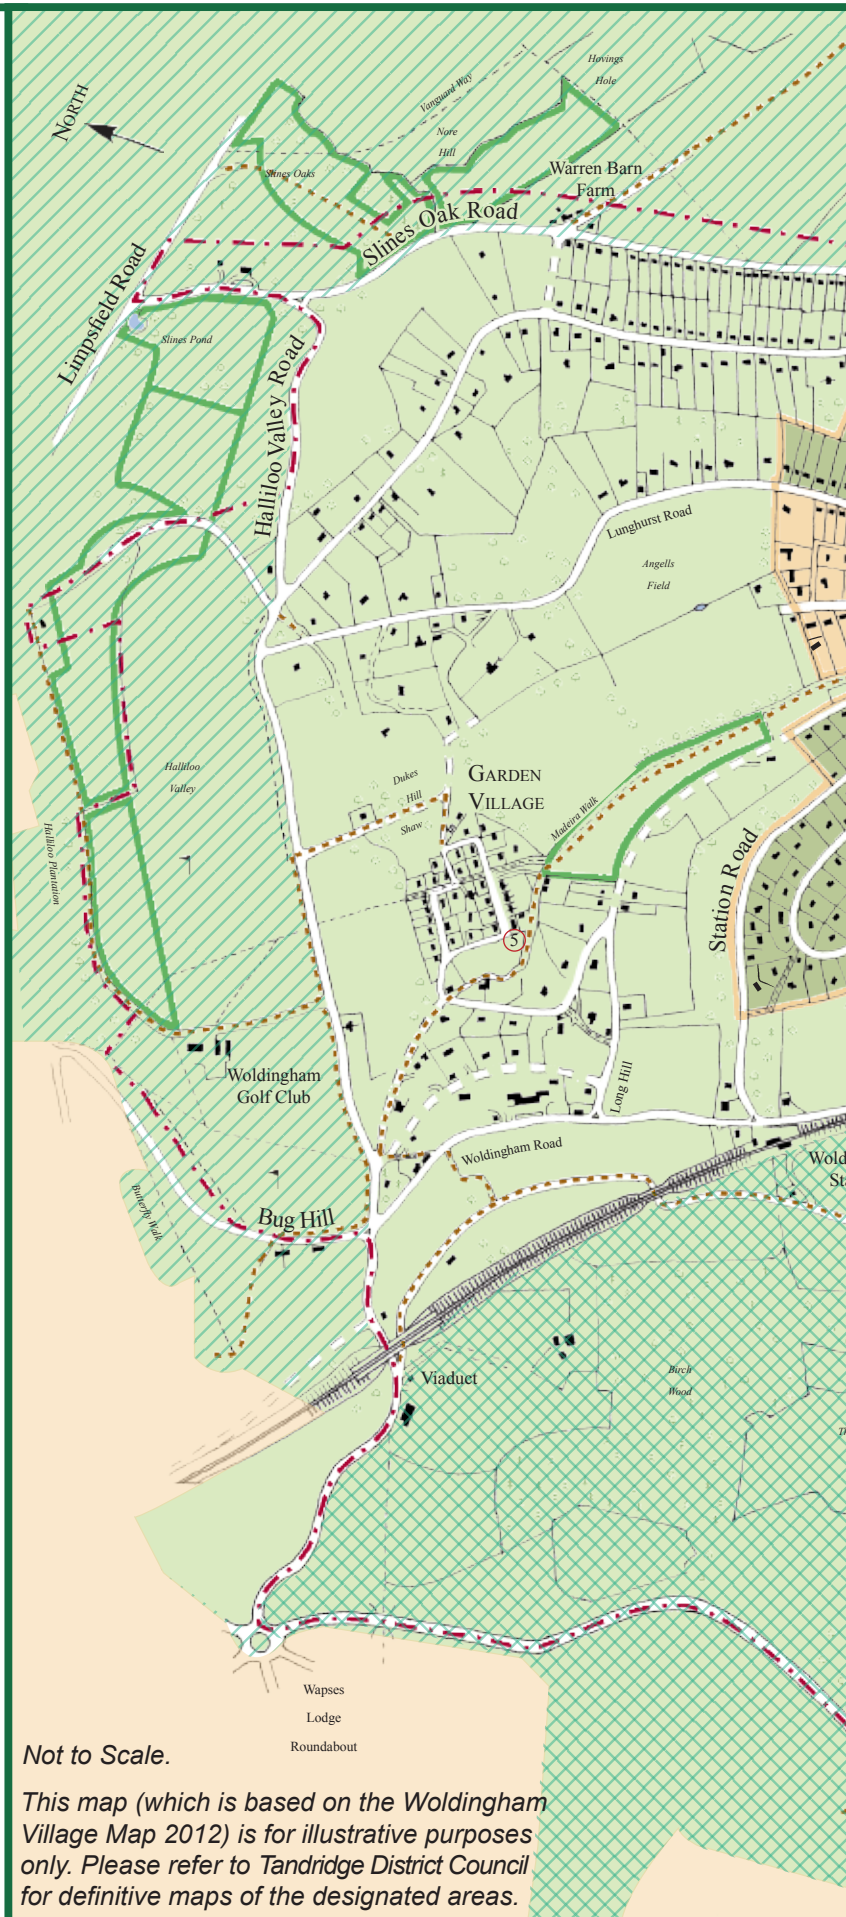 NORTH
Hovings
Hole
Vanguard Way
Nore
Hill
Slines Oaks
Warren Barn
Farm
Slines Oak Road
Limpsfield Road
Slines Pond
Halliloo Valley Road
Lunghurst Road
Angells
Field
Halliloo
Valley
Dukes
Hill
Shaw
GARDEN
VILLAGE
Madeira Walk
Halliloo Plantation
Station Road
5
Woldingham
Golf Club
Long Hill
Woldingham Road
Wold
Sta
Butterfly Walk
Bug Hill
Viaduct
Birch
Wood
Th
Wapses
Lodge
Roundabout
Not to Scale.
This map (which is based on the Woldingham
Village Map 2012) is for illustrative purposes
only. Please refer to Tandridge District Council
for definitive maps of the designated areas.